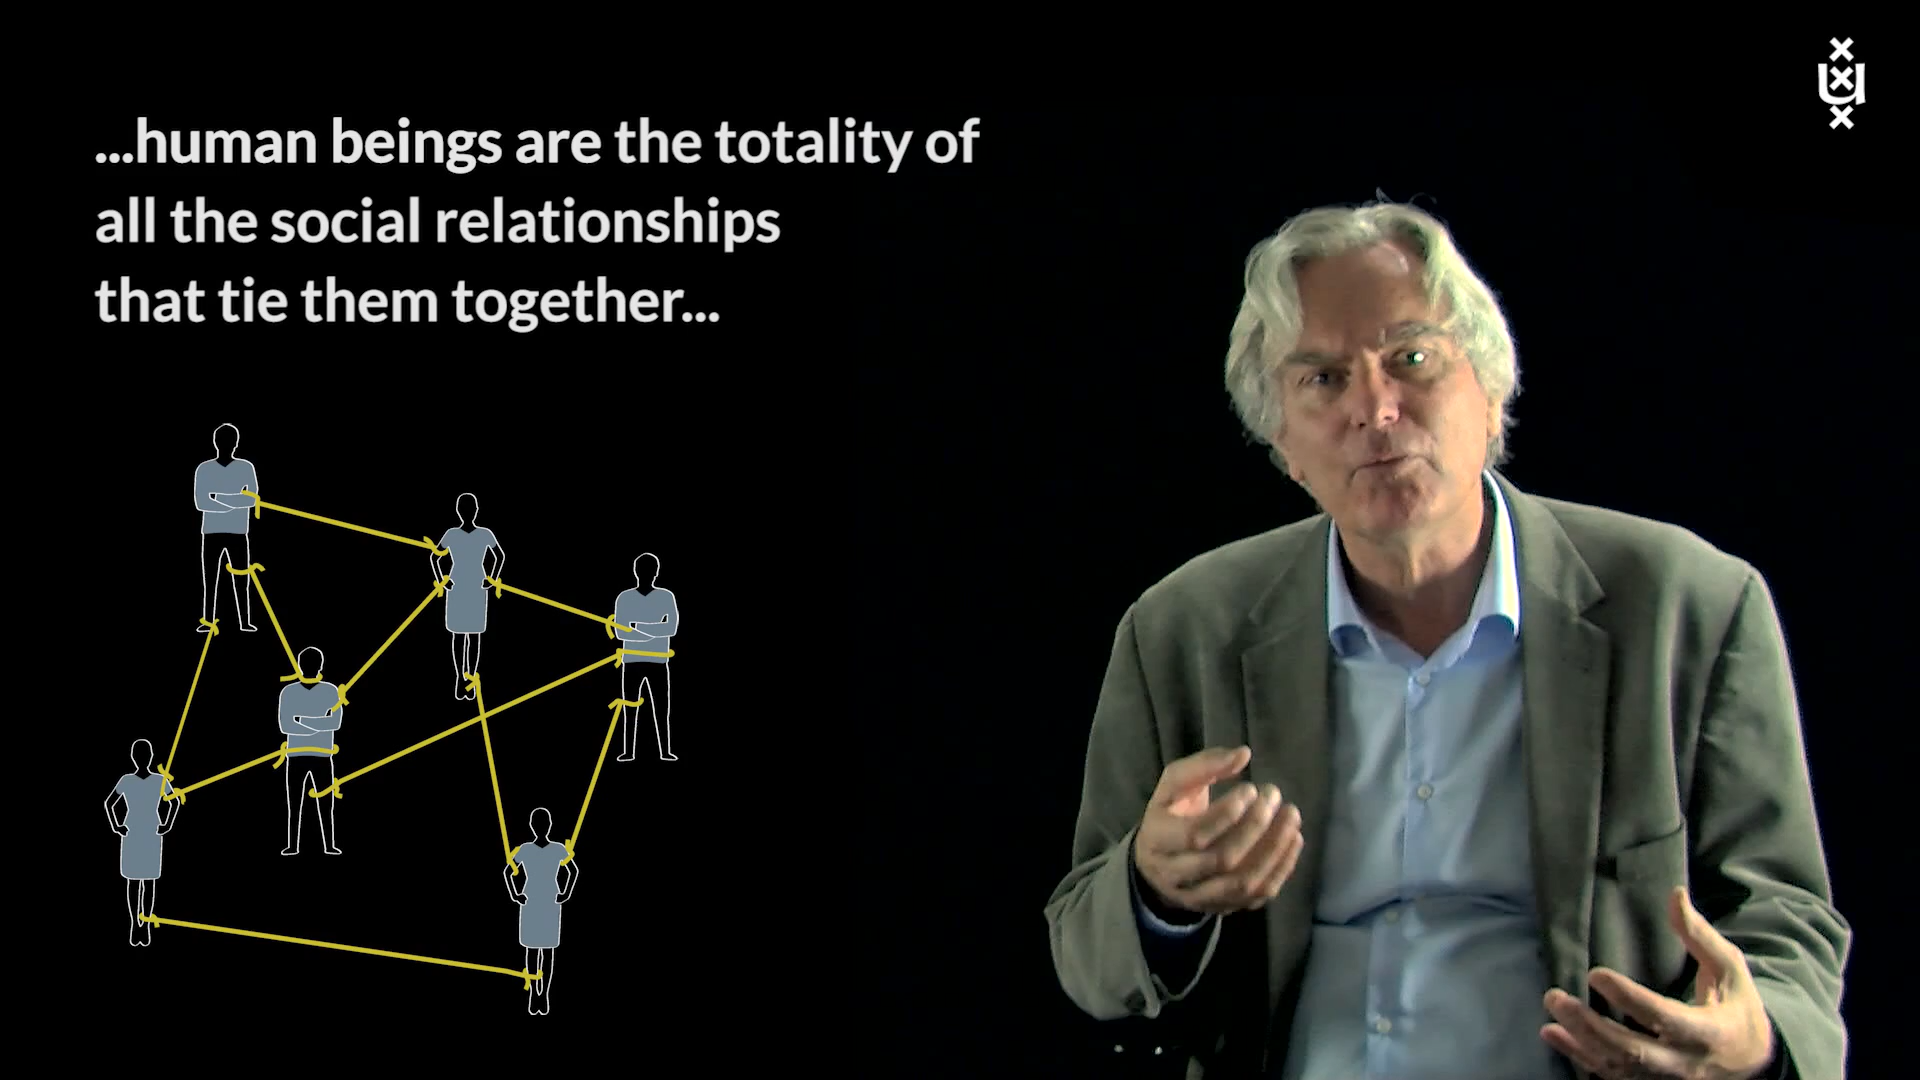 ...human beings are the totality of
all the social relationships
that tie them together...